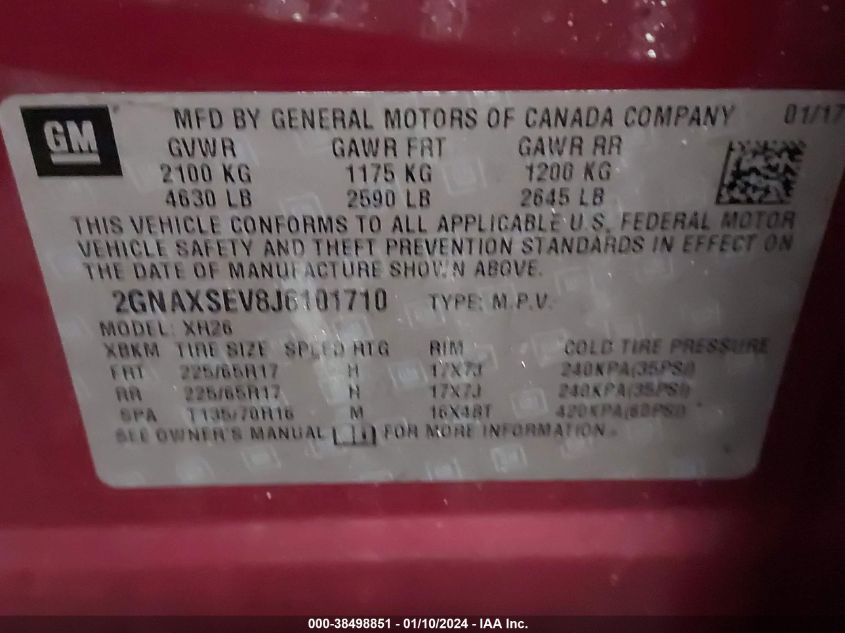 GM
MFD BY GENERAL MOTORS OF CANADA COMPANY 01/17
GVWR GAWR FRT GAWR RR
2100 KG 1175 KG 1200 KG
4630 LB 2590 LB 2645 LB
THIS VEHICLE CONFORMS TO ALL APPLICABLE U.S. FEDERAL MOTOR
VEHICLE SAFETY AND THEFT PREVENTION STANDARDS IN EFFECT ON
THE DATE OF MANUFACTURE SHOWN ABOVE.
2GNAXSEV8J6101710 TYPE: M.P.V.
MODEL: XR26
XBKM TIRE SIZE SPEED RTG RIM COLD TIRE PRESSURE
FRT 225/65R17 H 17X7J 240KPA(35PSI)
RR 225/65R17 H 17X7J 240KPA(35PSI)
SPA T135/70R16 M 16X4BT 420KPA(60PSI)
SEE OWNER'S MANUAL FOR MORE INFORMATION.
000-38498851 - 01/10/2024 - IAA, Inc.